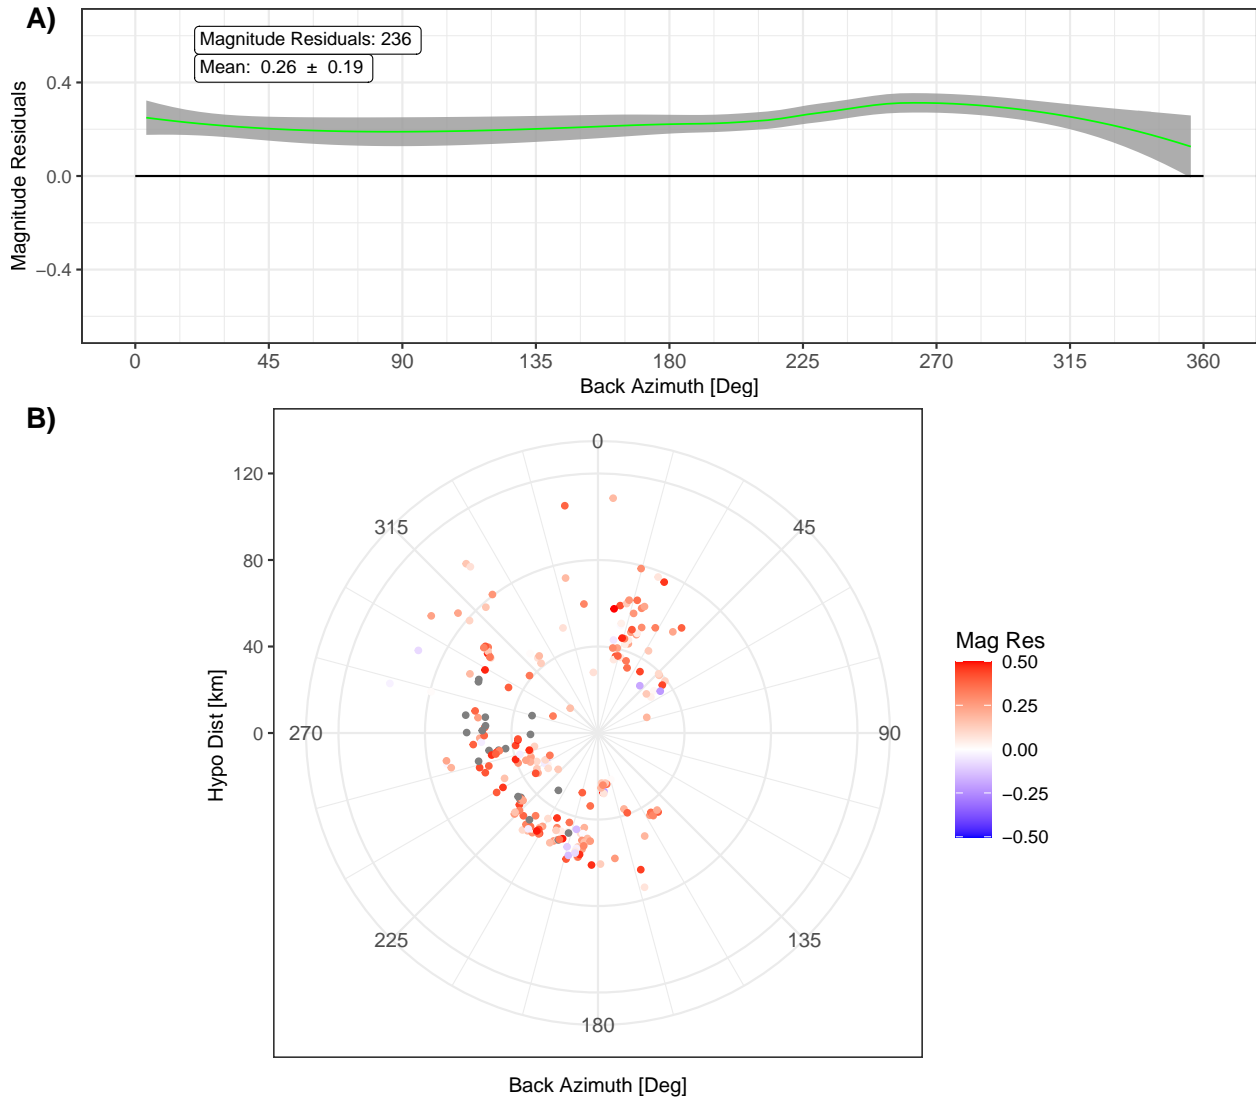 A)
Magnitude Residuals: 236
Mean:  0.26  ±  0.19
Magnitude Residuals
0.4
0.0
−0.4
0 45 90 135 180 225 270 315 360
Back Azimuth [Deg]
B)
Hypo Dist [km]
120
80
40
0
0
45
90
135
180
225
270
315
Back Azimuth [Deg]
Mag Res
0.50
0.25
0.00
−0.25
−0.50